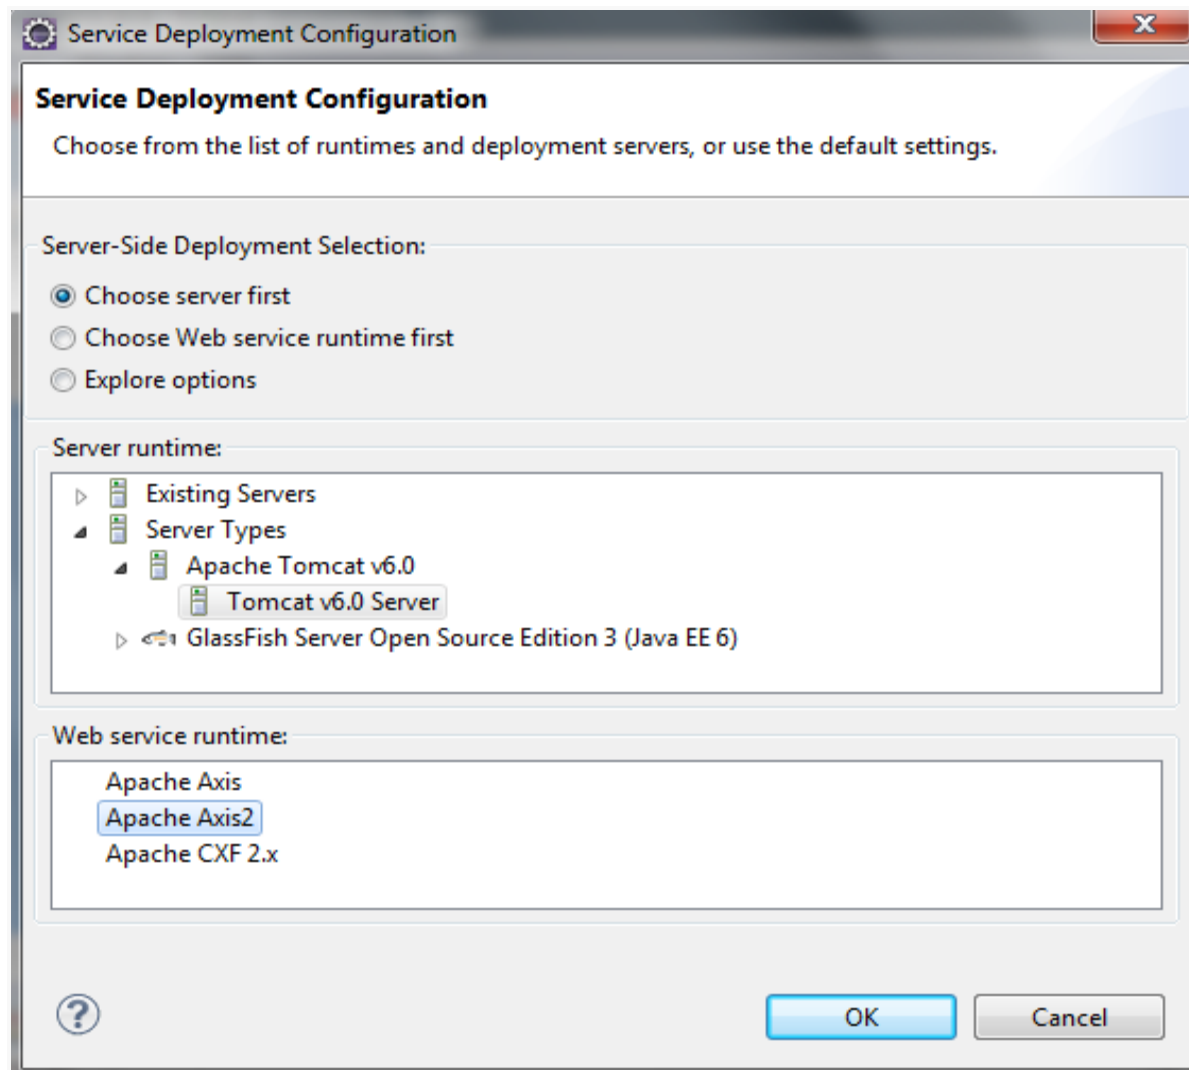 Service Deployment Configuration
Service Deployment Configuration
Choose from the list of runtimes and deployment servers, or use the default settings.
Server-Side Deployment Selection:
Choose server first
Choose Web service runtime first
Explore options
Server runtime:
Existing Servers
Server Types
Apache Tomcat v6.0
Tomcat v6.0 Server
GlassFish Server Open Source Edition 3 (Java EE 6)
Web service runtime:
Apache Axis
Apache Axis2
Apache CXF 2.x
? OK Cancel